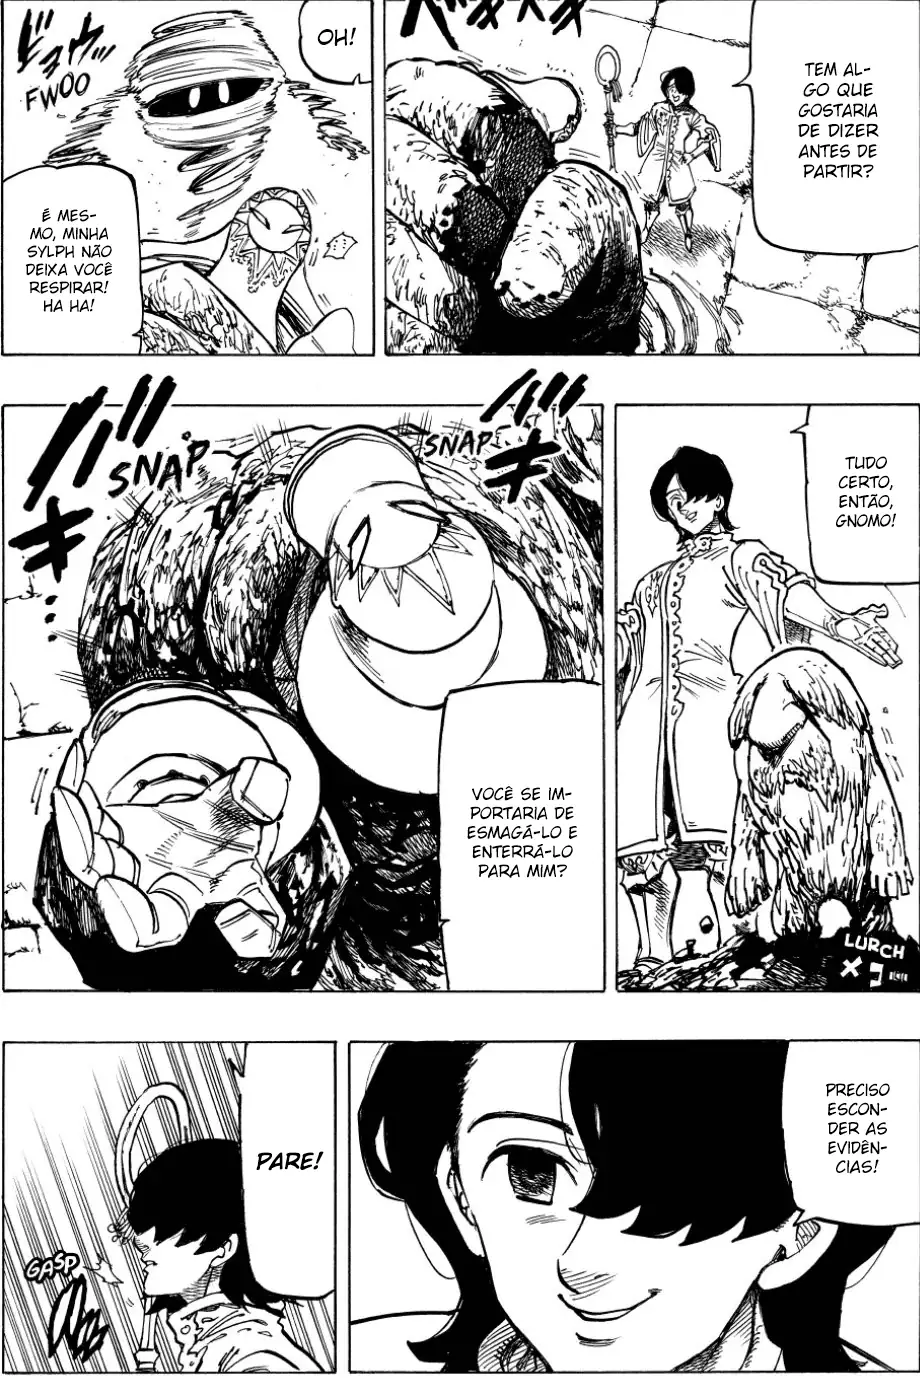 TEM AL-
GO QUE
GOSTARIA
DE DIZER
ANTES DE
PARTIR?
OH!
FWOO
É MES-
MO, MINHA
SYLPH NÃO
DEIXA VOCÊ
RESPIRAR!
HA HA!
TUDO
CERTO,
ENTÃO,
GNOMO!
LURCH
SNAP
SNAP
VOCÊ SE IM-
PORTARIA DE
ESMAGÁ-LO E
ENTERRÁ-LO
PARA MIM?
PRECISO
ESCON-
DER AS
EVIDÊN-
CIAS!
PARE!
GASP